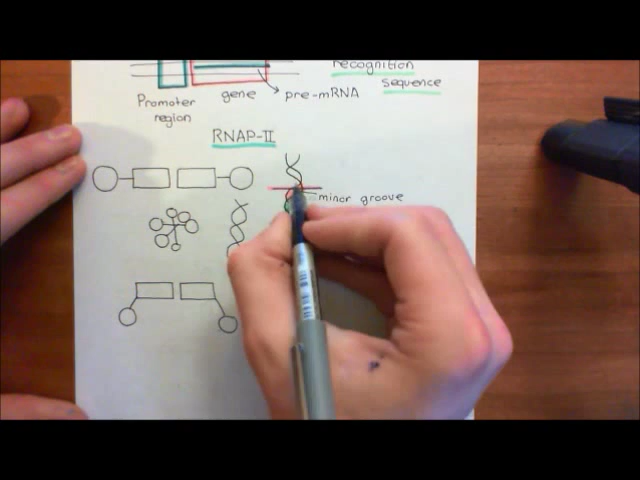 recognition
sequence
Promoter
region
gene
pre-mRNA
RNAP-II
minor groove